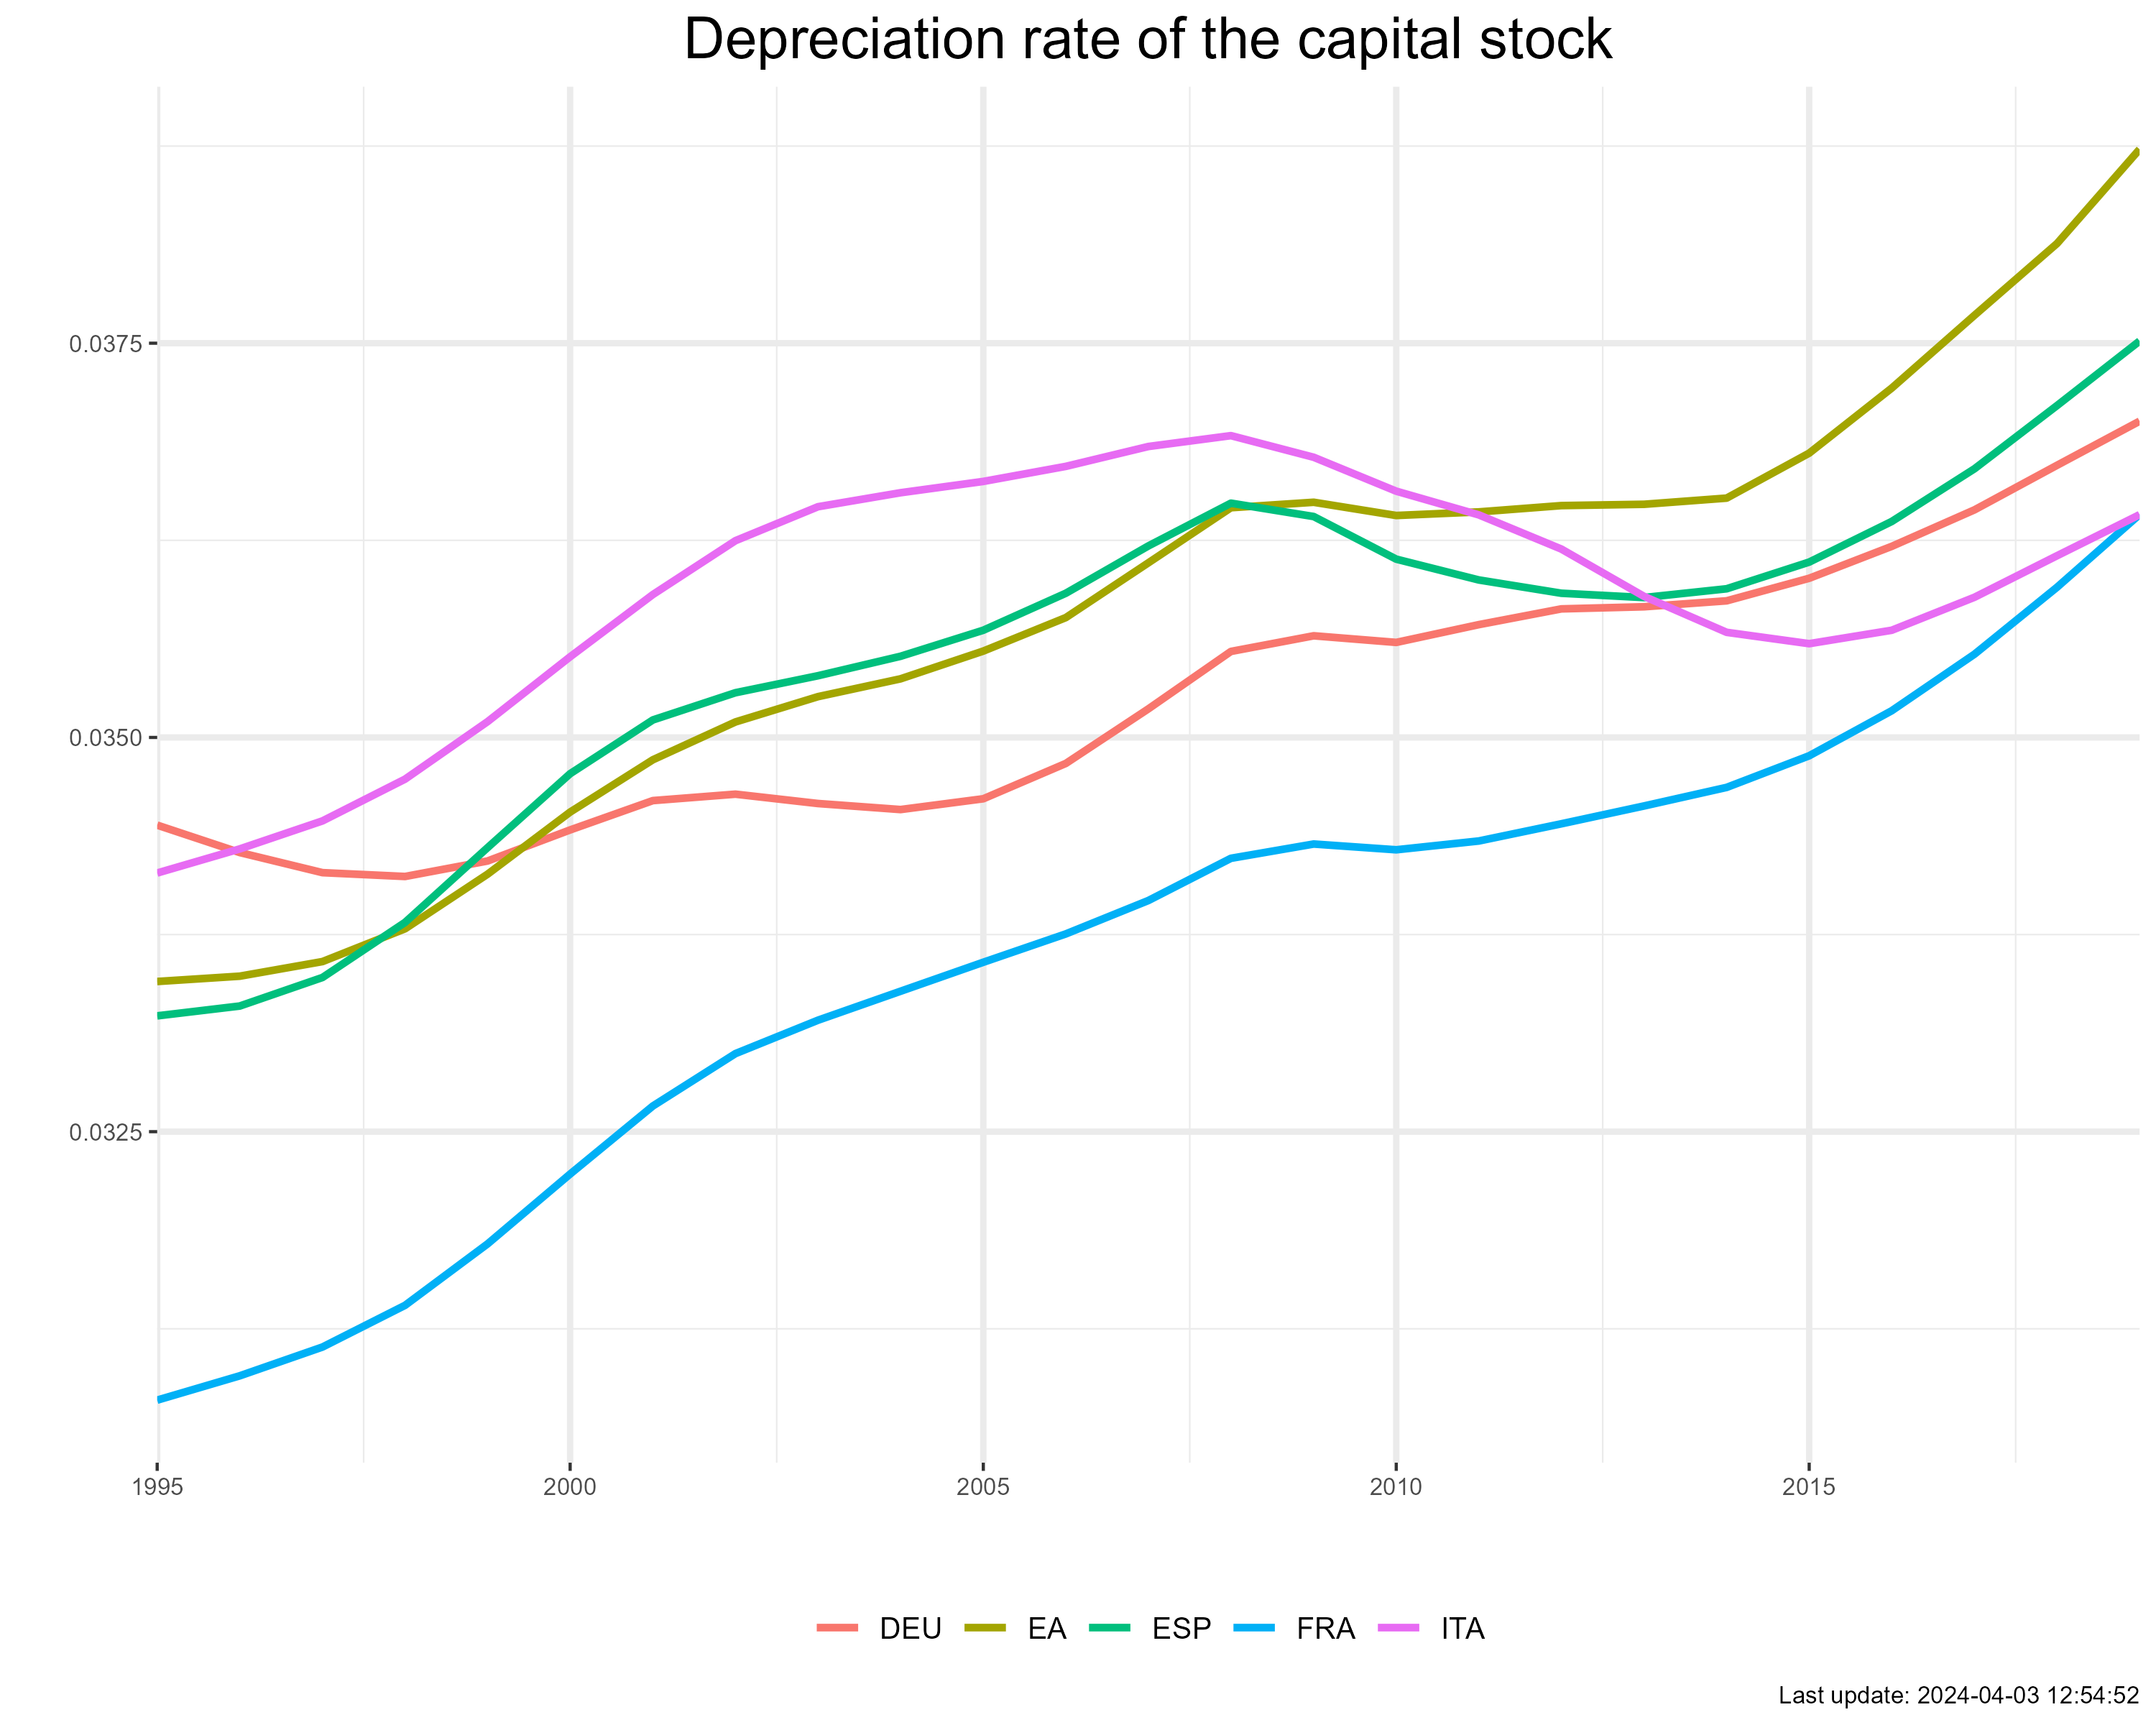 Depreciation rate of the capital stock
0.0375
0.0350
0.0325
1995 2000 2005 2010 2015
DEU EA ESP FRA ITA
Last update: 2024-04-03 12:54:52